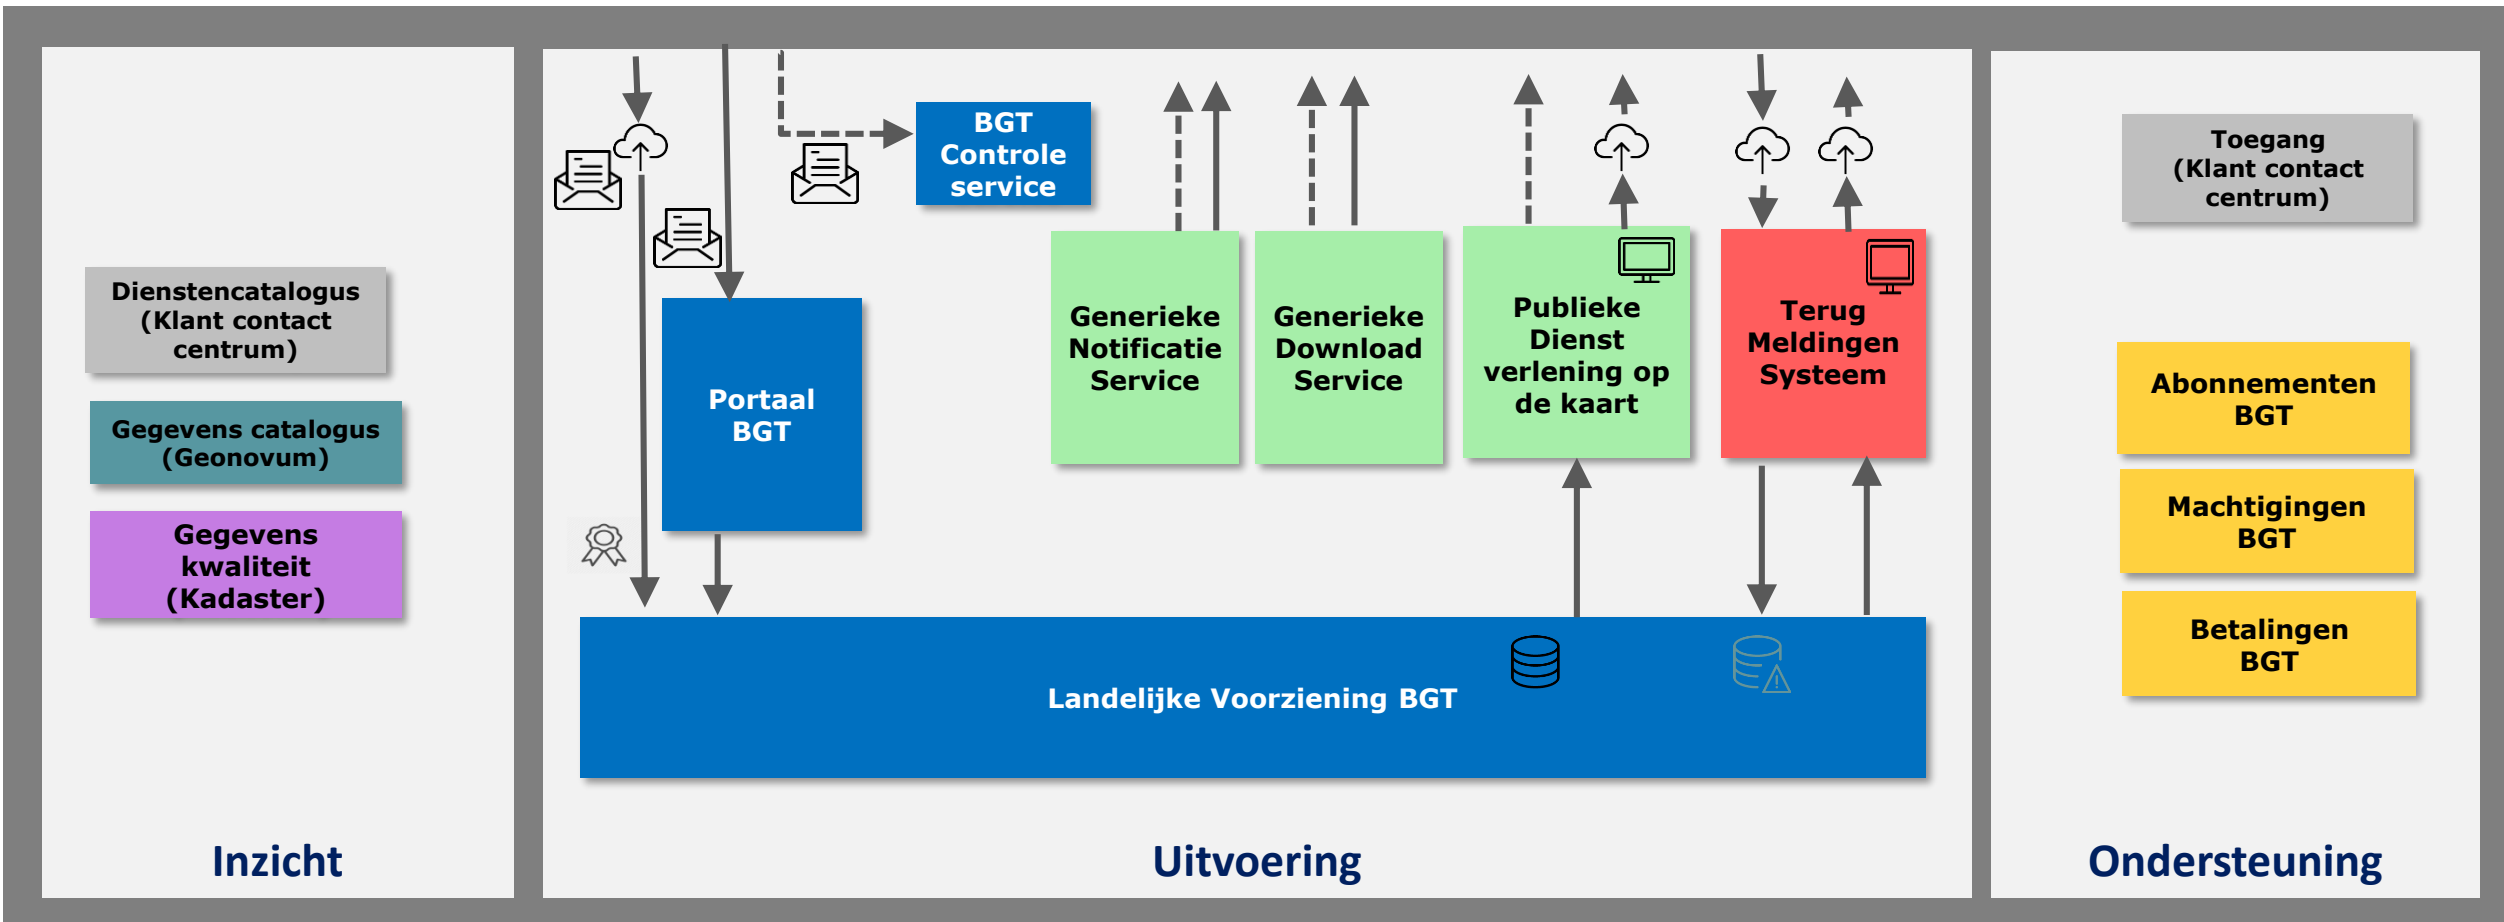 Dienstencatalogus
(Klant contact
centrum)
Gegevens catalogus
(Geonovum)
Gegevens
kwaliteit
(Kadaster)
Inzicht
BGT
Controle
service
Portaal
BGT
Generieke
Notificatie
Service
Generieke
Download
Service
Publieke
Dienst
verlening op
de kaart
Terug
Meldingen
Systeem
Landelijke Voorziening BGT
Uitvoering
Toegang
(Klant contact
centrum)
Abonnementen
BGT
Machtigingen
BGT
Betalingen
BGT
Ondersteuning